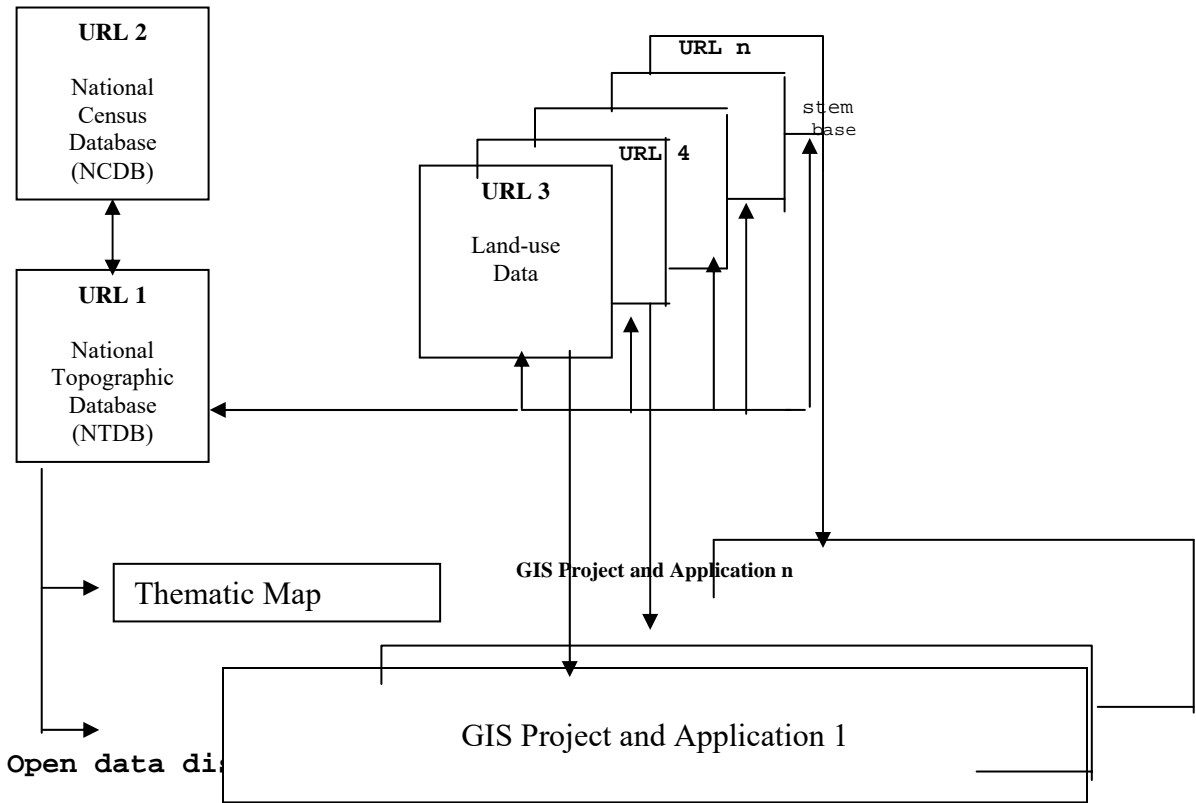 URL 2
National
Census
Database
(NCDB)
URL 1
National
Topographic
Database
(NTDB)
URL n
stem
base
URL 4
URL 3
Land-use
Data
GIS Project and Application n
Thematic Map
GIS Project and Application 1
Open data